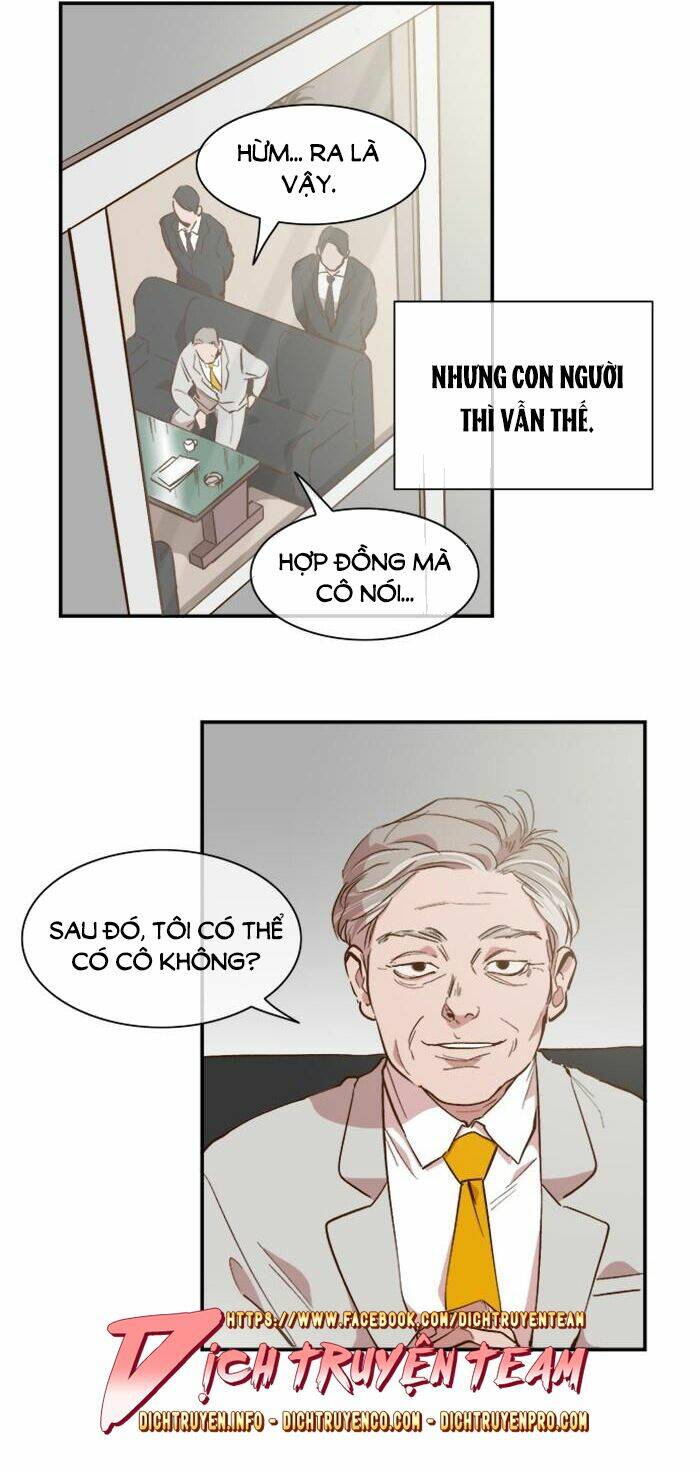 HỪM... RA LÀ
VẬY.
NHƯNG CON NGƯỜI
THÌ VẪN THẾ.
HỢP ĐỒNG MÀ
CÔ NÓI...
SAU ĐÓ, TÔI CÓ THỂ
CÓ CÔ KHÔNG?
HTTPS://WWW.FACEBOOK.COM/DICHTRUYENTEAM
DỊCH TRUYỆN TEAM
DICHTRUYEN.INFO - DICHTRUYENCO.COM - DICHTRUYENPRO.COM